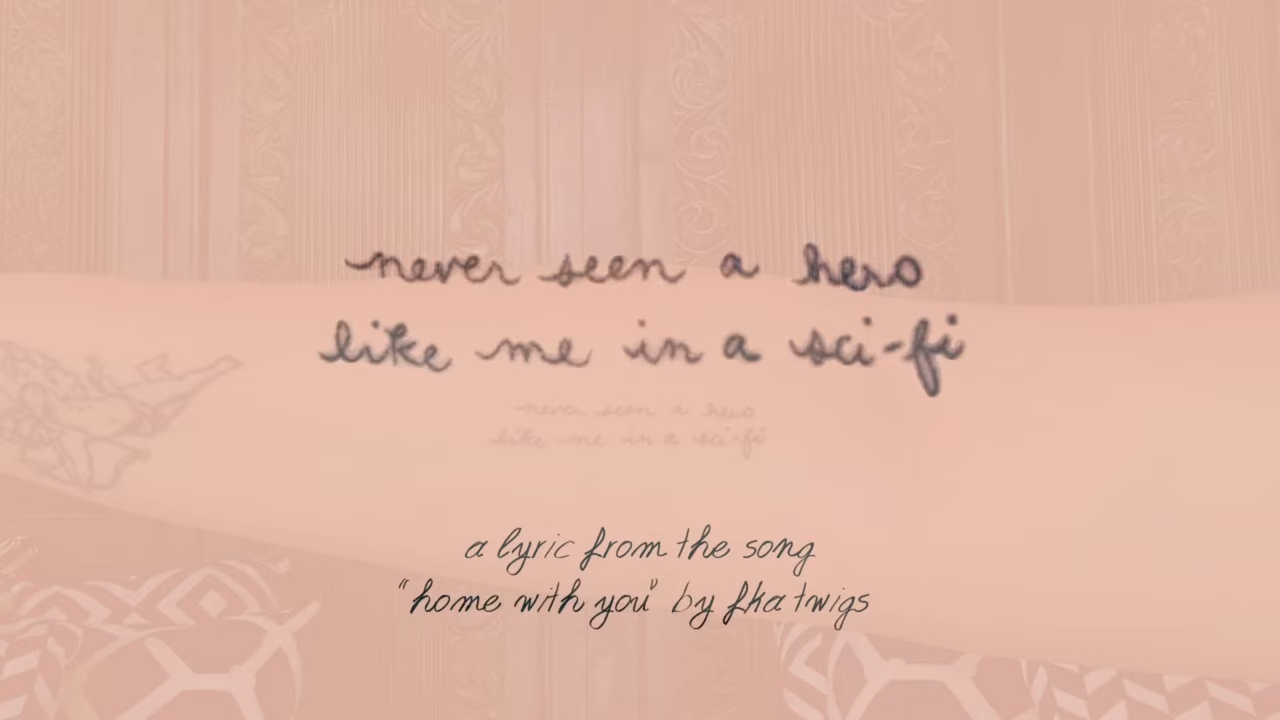 never seen a hero
like me in a sci-fi
never seen a hero
like me in a sci-fi
a lyric from the song
"home with you" by fka twigs